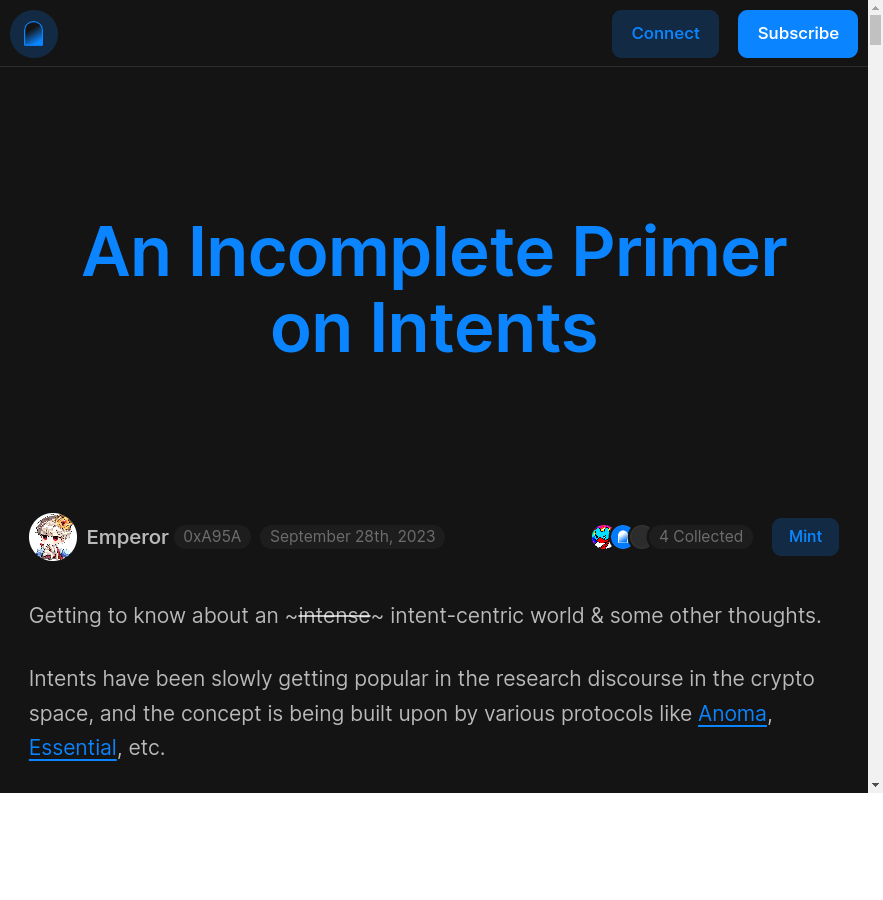 Connect
Subscribe
An Incomplete Primer
on Intents
Emperor 0xA95A September 28th, 2023 4 Collected Mint
Getting to know about an ~intense~ intent-centric world & some other thoughts.
Intents have been slowly getting popular in the research discourse in the crypto
space, and the concept is being built upon by various protocols like Anoma,
Essential, etc.